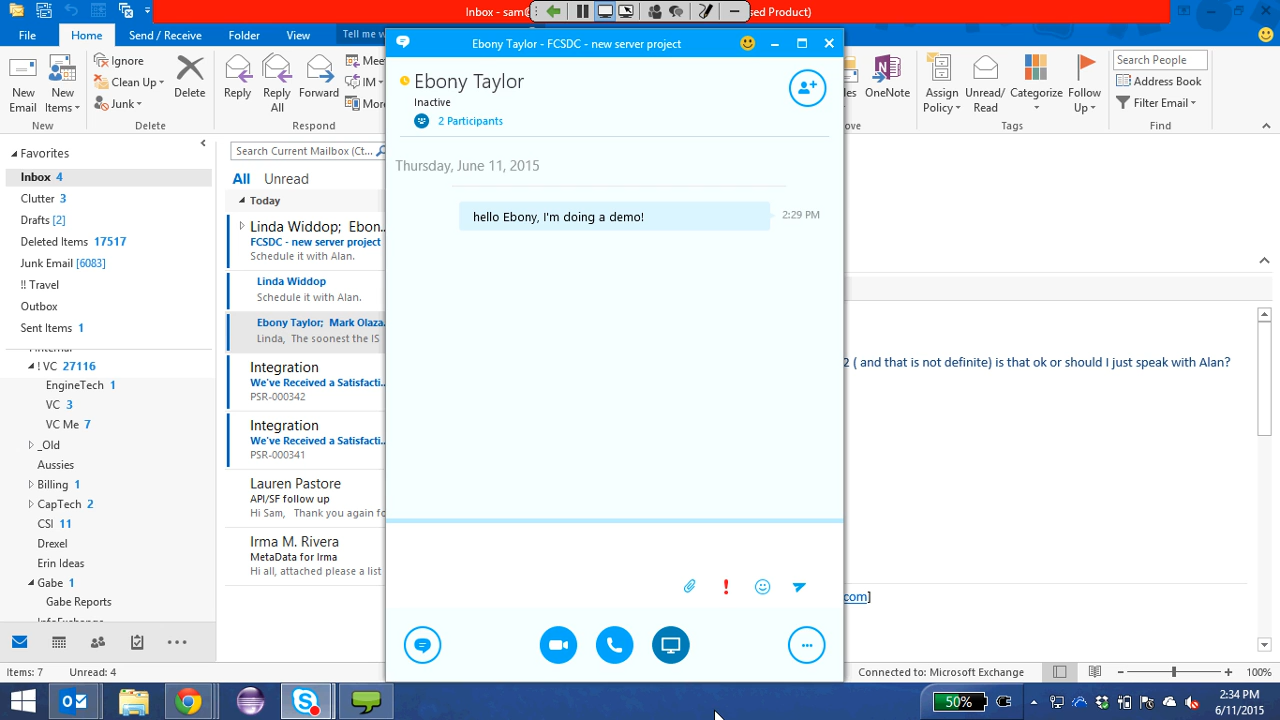 Inbox - sam@
sed Product)
File
Home
Send / Receive
Folder
View
Tell me
New Email
New Items
Ignore
Clean Up
Junk
Delete
Reply
Reply All
Forward
Mee
IM
More
New
Delete
Respond
Ebony Taylor - FCSDC - new server project
Ebony Taylor
Inactive
2 Participants
Thursday, June 11, 2015
hello Ebony, I'm doing a demo!
2:29 PM
OneNote
Assign Policy
Unread/ Read
Categorize
Follow Up
Search People
Address Book
Filter Email
ove
Tags
Find
Favorites
Inbox 4
Clutter 3
Drafts [2]
Deleted Items 17517
Junk Email [6083]
!! Travel
Outbox
Sent Items 1
! VC 27116
EngineTech 1
VC 3
VC Me 7
_Old
Aussies
Billing 1
CapTech 2
CSI 11
Drexel
Erin Ideas
Gabe 1
Gabe Reports
Search Current Mailbox (Ct...
All Unread
Today
Linda Widdop; Ebon...
FCSDC - new server project
Schedule it with Alan.
Linda Widdop
Schedule it with Alan.
Ebony Taylor; Mark Olaza..
Linda, The soonest the IS
Integration
We've Received a Satisfacti..
PSR-000342
Integration
We've Received a Satisfacti..
PSR-000341
Lauren Pastore
API/SF follow up
Hi Sam, Thank you again fo
Irma M. Rivera
MetaData for Irma
Hi all, attached please a list
2 ( and that is not definite) is that ok or should I just speak with Alan?
com]
Items: 7 Unread: 4
Connected to: Microsoft Exchange
100%
50%
2:34 PM
6/11/2015